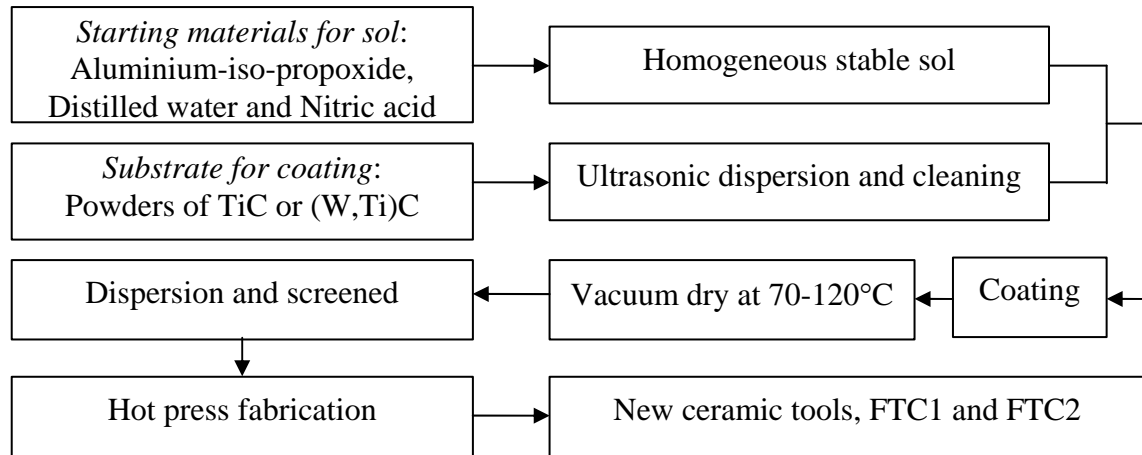 Starting materials for sol:
Aluminium-iso-propoxide,
Distilled water and Nitric acid
Homogeneous stable sol
Substrate for coating:
Powders of TiC or (W,Ti)C
Ultrasonic dispersion and cleaning
Dispersion and screened
Vacuum dry at 70-120°C
Coating
Hot press fabrication
New ceramic tools, FTC1 and FTC2